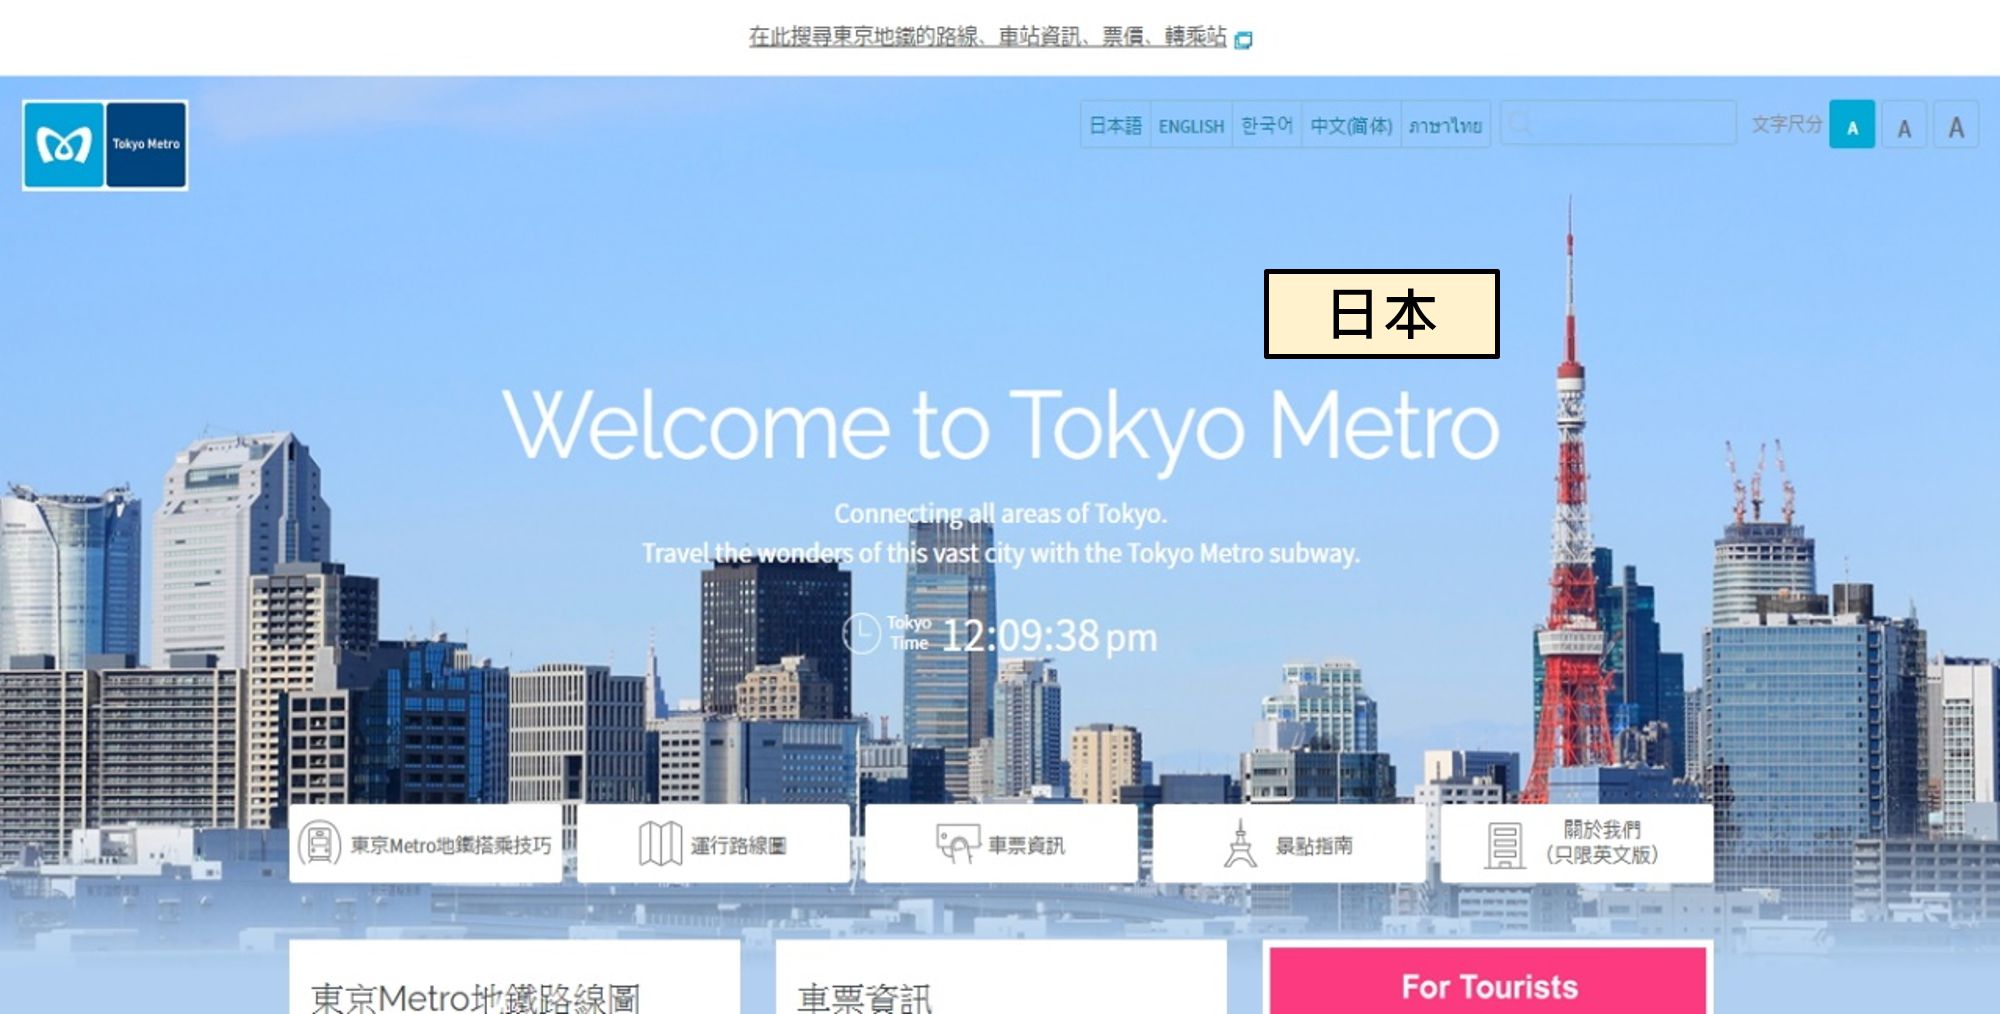 在此搜尋東京地鐵的路線、車站資訊、票價、轉乘站
Tokyo Metro
日本語 ENGLISH 한국어 中文(简体) ภาษาไทย 文字尺分 A A A
日本
Welcome to Tokyo Metro
Connecting all areas of Tokyo.
Travel the wonders of this vast city with the Tokyo Metro subway.
Tokyo Time 12:09:38 pm
東京Metro地鐵搭乘技巧 運行路線圖 車票資訊 景點指南 關於我們
（只限英文版）
東京Metro地鐵路線圖 車票資訊 For Tourists